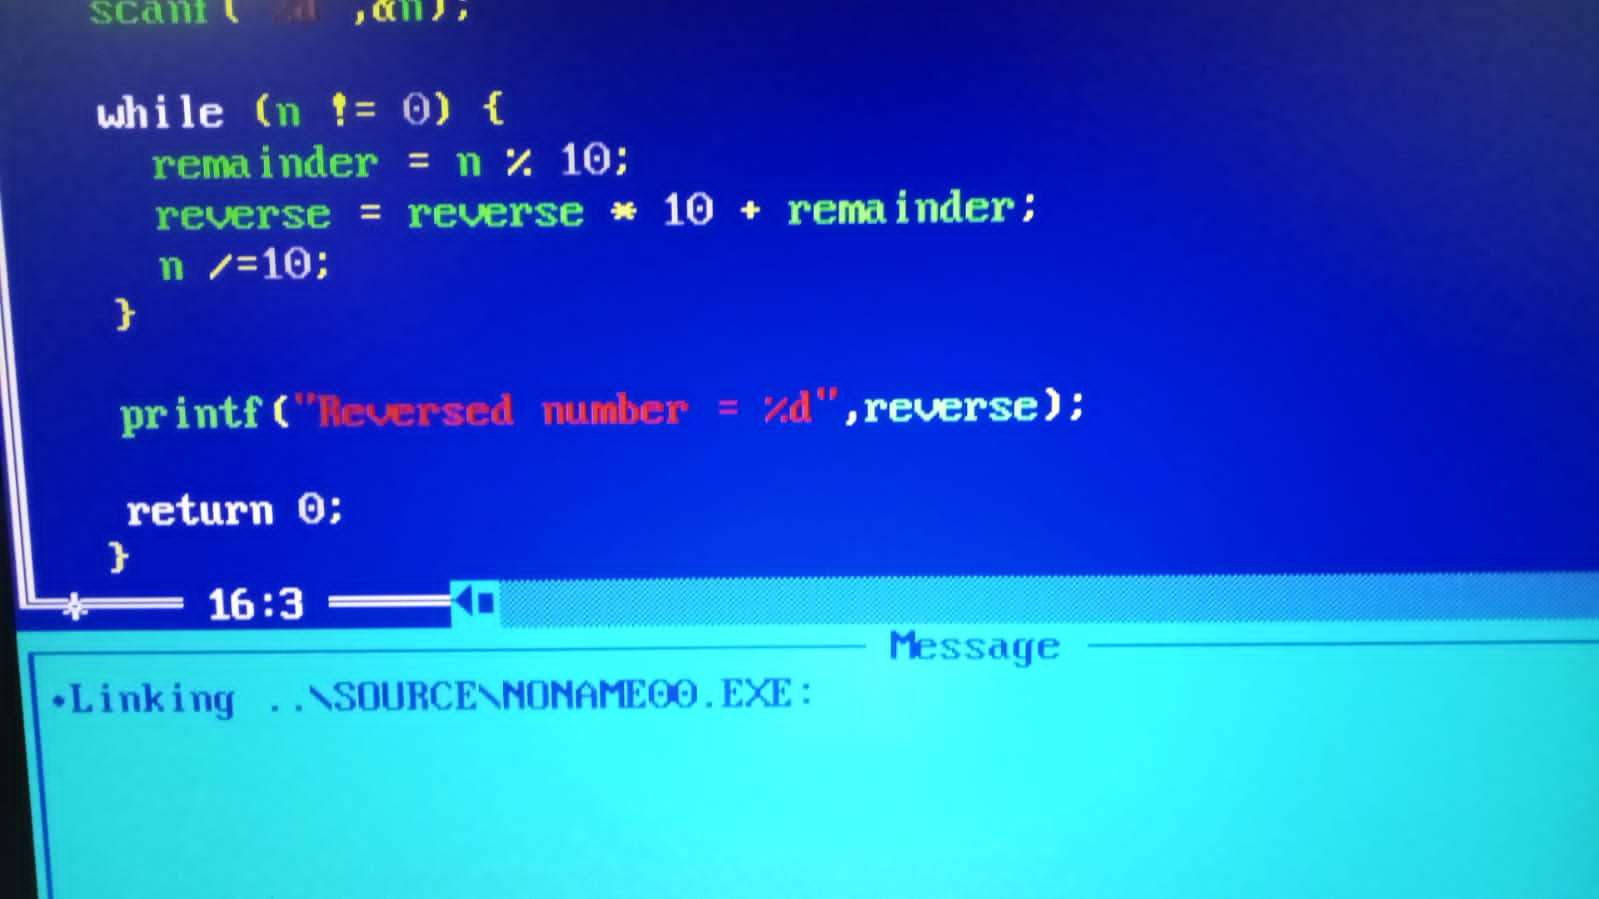 scanf("%d",&n);
while (n != 0) {
remainder = n % 10;
reverse = reverse * 10 + remainder;
n /=10;
}
printf("Reversed number = %d",reverse);
return 0;
}
16:3
Message
•Linking ..\SOURCE\NONAME00.EXE: